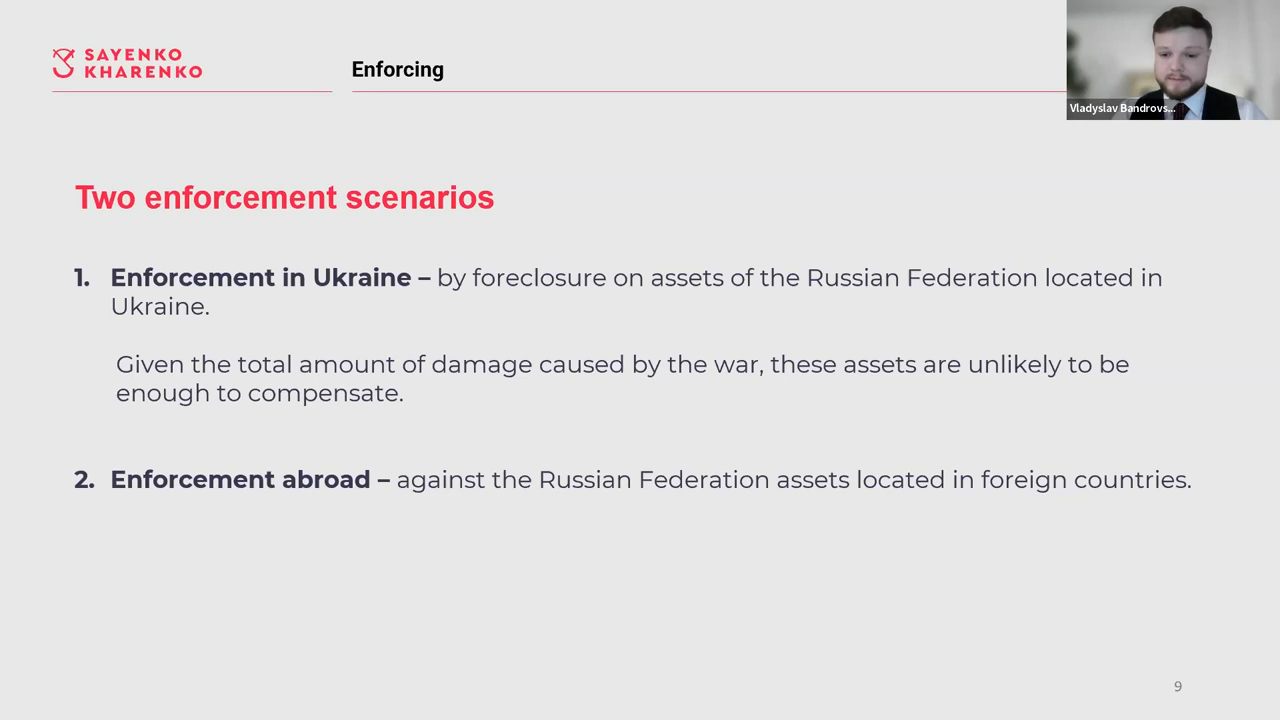 SAYENKO
KHARENKO
Enforcing
Vladyslav Bandrovs...
Two enforcement scenarios
1. Enforcement in Ukraine – by foreclosure on assets of the Russian Federation located in
Ukraine.
Given the total amount of damage caused by the war, these assets are unlikely to be
enough to compensate.
2. Enforcement abroad – against the Russian Federation assets located in foreign countries.
9